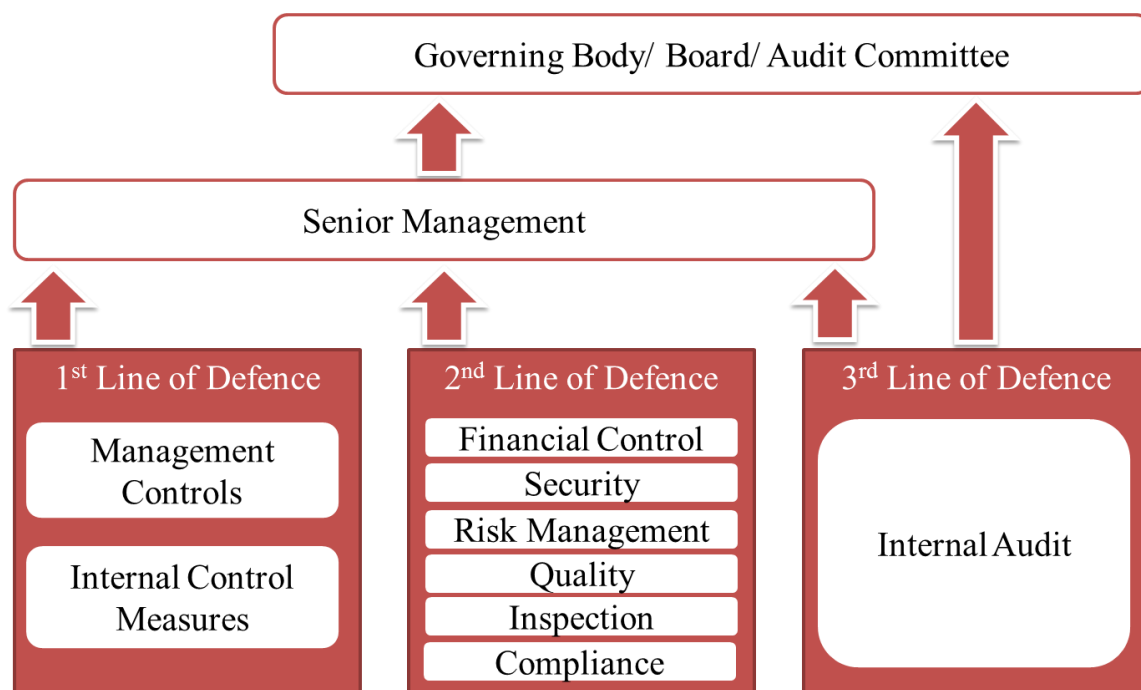 Governing Body/ Board/ Audit Committee
Senior Management
1st Line of Defence
Management
Controls
Internal Control
Measures
2nd Line of Defence
Financial Control
Security
Risk Management
Quality
Inspection
Compliance
3rd Line of Defence
Internal Audit